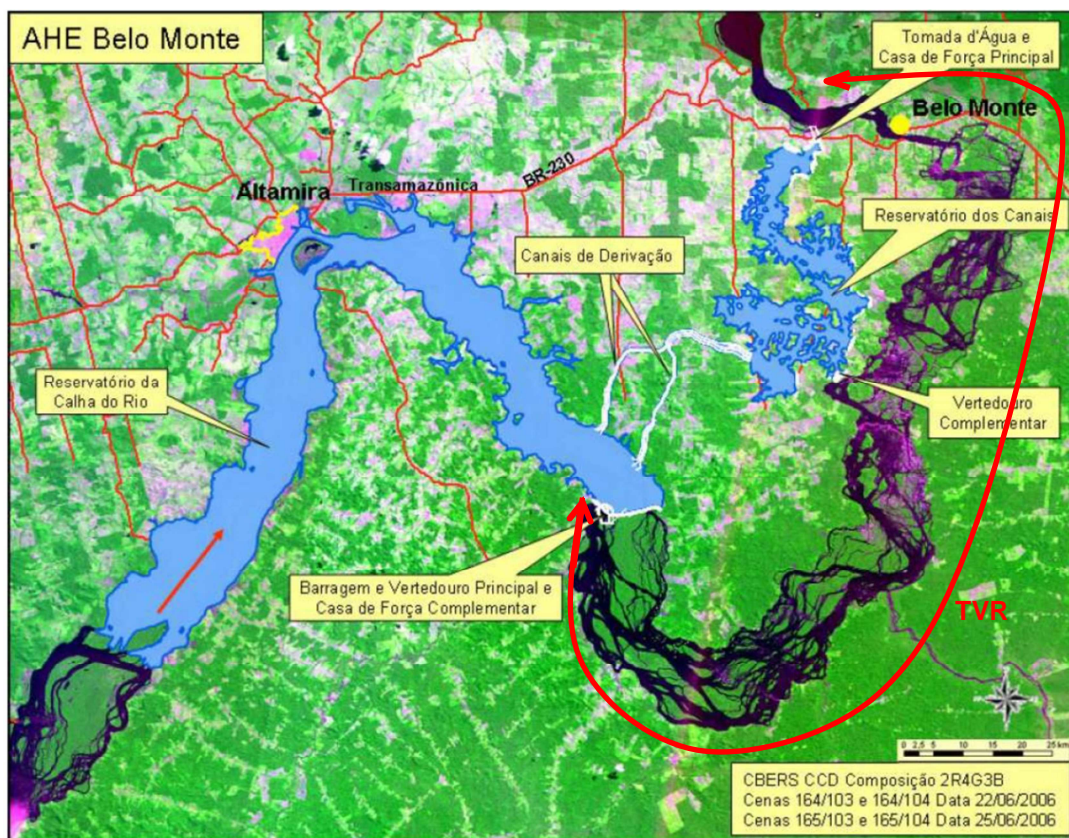 AHE Belo Monte
Tomada d'Água e
Casa de Força Principal
Belo Monte
BR-230
Transamazônica
Altamira
Reservatório dos Canais
Canais de Derivação
Reservatório da
Calha do Rio
Vertedouro
Complementar
Barragem e Vertedouro Principal e
Casa de Força Complementar
TVR
0 2,5 5 10 15 20 25 km
CBERS CCD Composição 2R4G3B
Cenas 164/103 e 164/104 Data 22/06/2006
Cenas 165/103 e 165/104 Data 25/06/2006